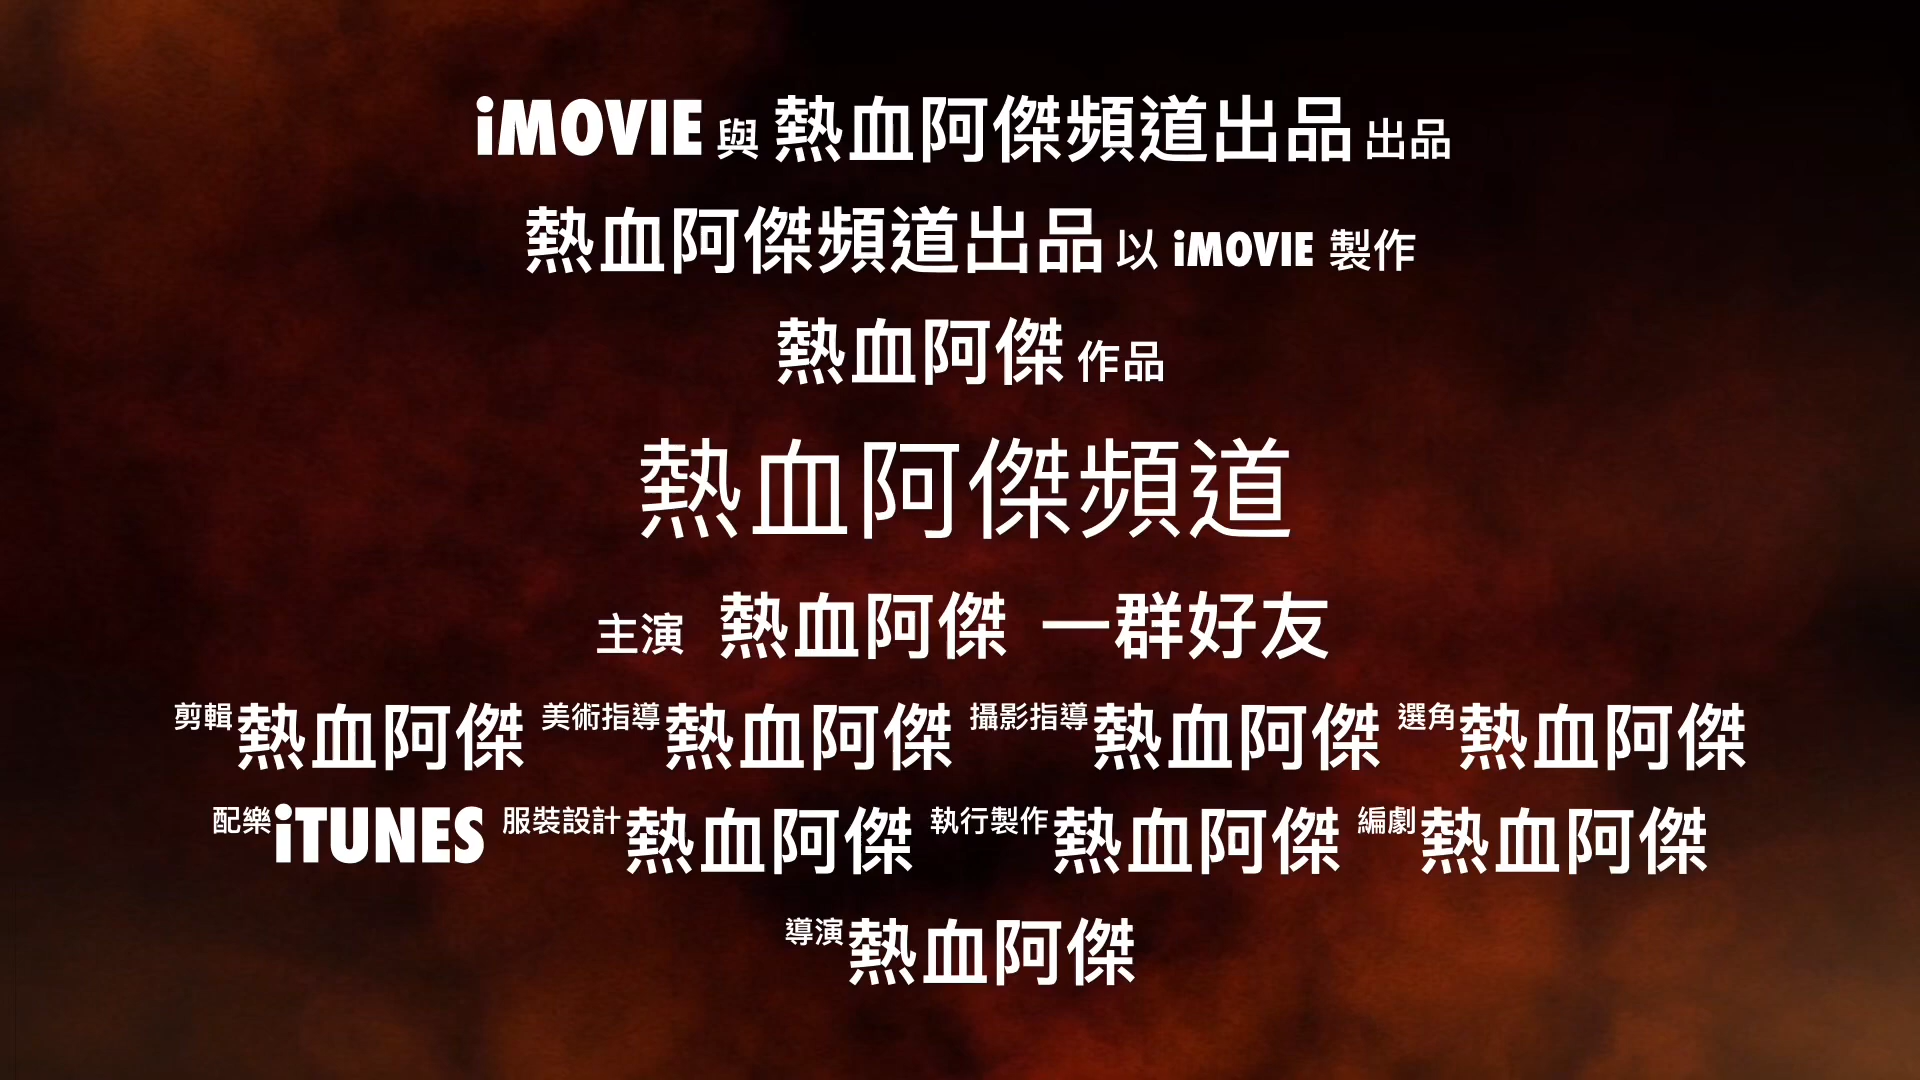 iMOVIE 與 熱血阿傑頻道出品 出品
熱血阿傑頻道出品 以 iMOVIE 製作
熱血阿傑 作品
熱血阿傑頻道
主演 熱血阿傑 一群好友
剪輯 熱血阿傑 美術指導 熱血阿傑 攝影指導 熱血阿傑 選角 熱血阿傑
配樂 iTUNES 服裝設計 熱血阿傑 執行製作 熱血阿傑 編劇 熱血阿傑
導演 熱血阿傑